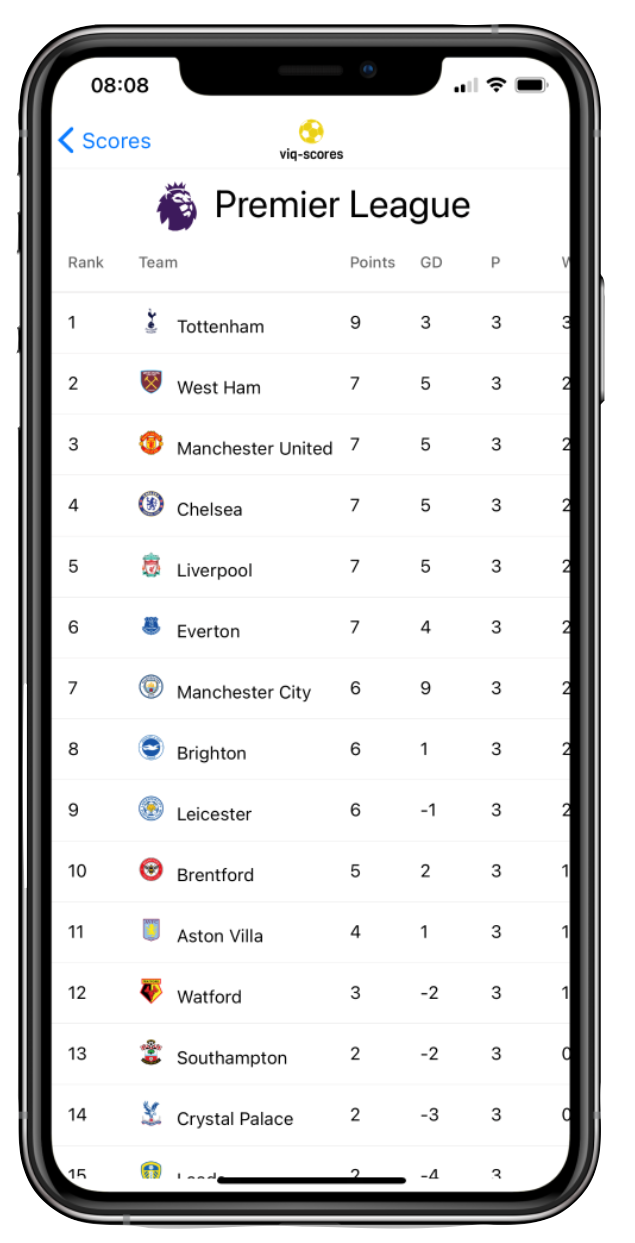 08:08
Scores
viq-scores
Premier League
Rank Team Points GD P
1 Tottenham 9 3 3 3
2 West Ham 7 5 3 2
3 Manchester United 7 5 3 2
4 Chelsea 7 5 3 2
5 Liverpool 7 5 3 2
6 Everton 7 4 3 2
7 Manchester City 6 9 3 2
8 Brighton 6 1 3 2
9 Leicester 6 -1 3 2
10 Brentford 5 2 3 1
11 Aston Villa 4 1 3 1
12 Watford 3 -2 3 1
13 Southampton 2 -2 3 0
14 Crystal Palace 2 -3 3 0
15 2 -4 3